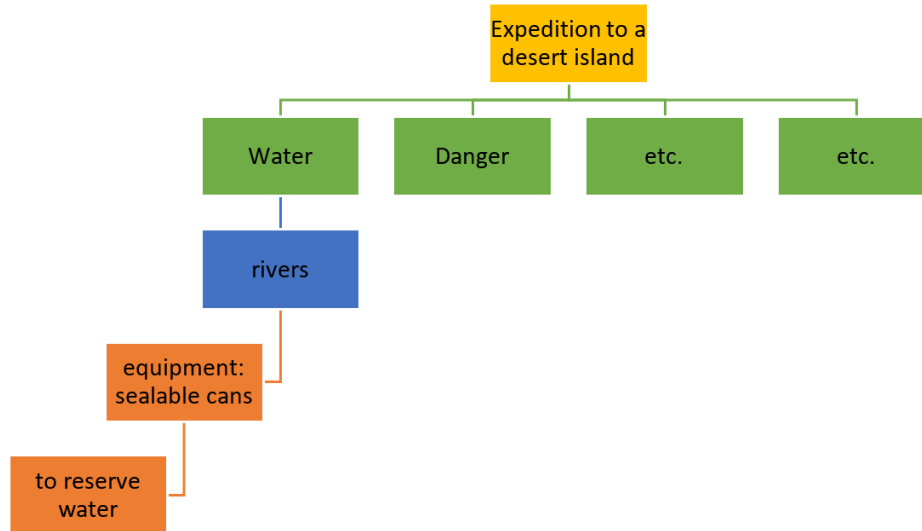 Expedition to a
desert island
Water
Danger
etc.
etc.
rivers
equipment:
sealable cans
to reserve
water